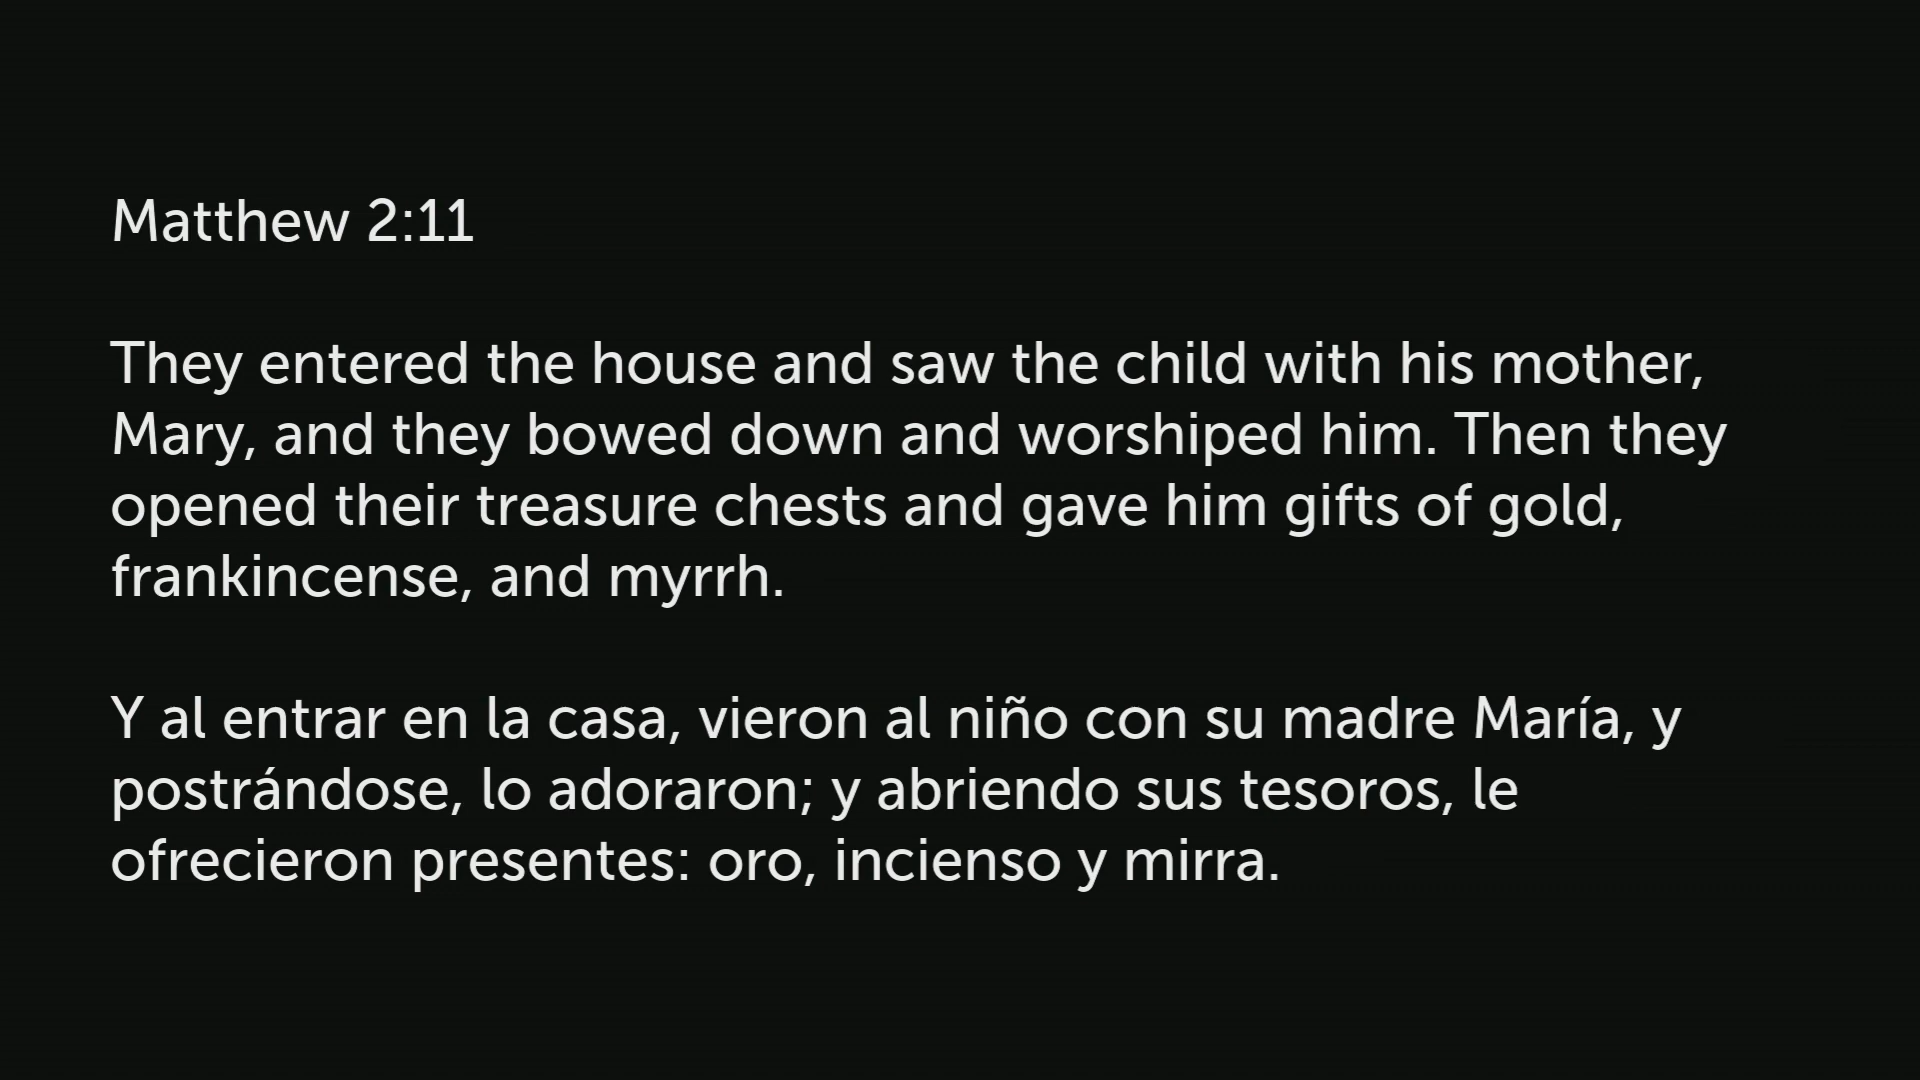 Matthew 2:11
They entered the house and saw the child with his mother,
Mary, and they bowed down and worshiped him. Then they
opened their treasure chests and gave him gifts of gold,
frankincense, and myrrh.
Y al entrar en la casa, vieron al niño con su madre María, y
postrándose, lo adoraron; y abriendo sus tesoros, le
ofrecieron presentes: oro, incienso y mirra.